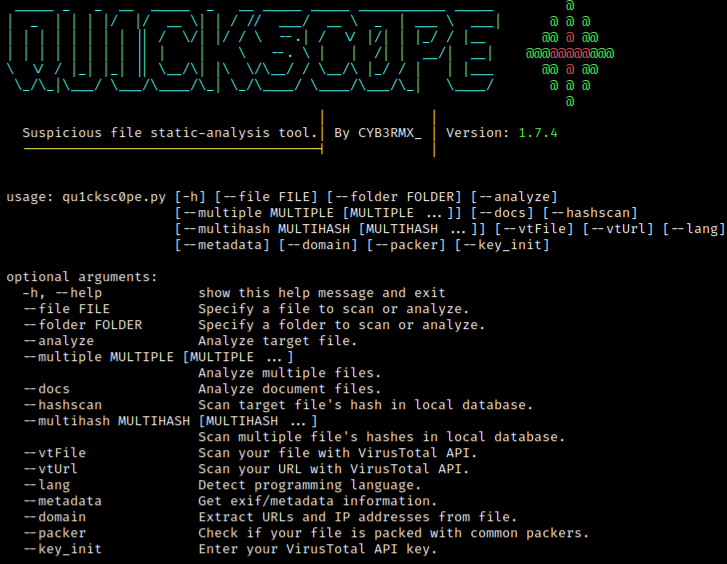 Suspicious file static-analysis tool.| By CYB3RMX_ | Version: 1.7.4
usage: qu1cksc0pe.py [-h] [--file FILE] [--folder FOLDER] [--analyze]
[--multiple MULTIPLE [MULTIPLE ...]] [--docs] [--hashscan]
[--multihash MULTIHASH [MULTIHASH ...]] [--vtFile] [--vtUrl] [--lang]
[--metadata] [--domain] [--packer] [--key_init]
optional arguments:
-h, --help show this help message and exit
--file FILE Specify a file to scan or analyze.
--folder FOLDER Specify a folder to scan or analyze.
--analyze Analyze target file.
--multiple MULTIPLE [MULTIPLE ...]
Analyze multiple files.
--docs Analyze document files.
--hashscan Scan target file's hash in local database.
--multihash MULTIHASH [MULTIHASH ...]
Scan multiple file's hashes in local database.
--vtFile Scan your file with VirusTotal API.
--vtUrl Scan your URL with VirusTotal API.
--lang Detect programming language.
--metadata Get exif/metadata information.
--domain Extract URLs and IP addresses from file.
--packer Check if your file is packed with common packers.
--key_init Enter your VirusTotal API key.